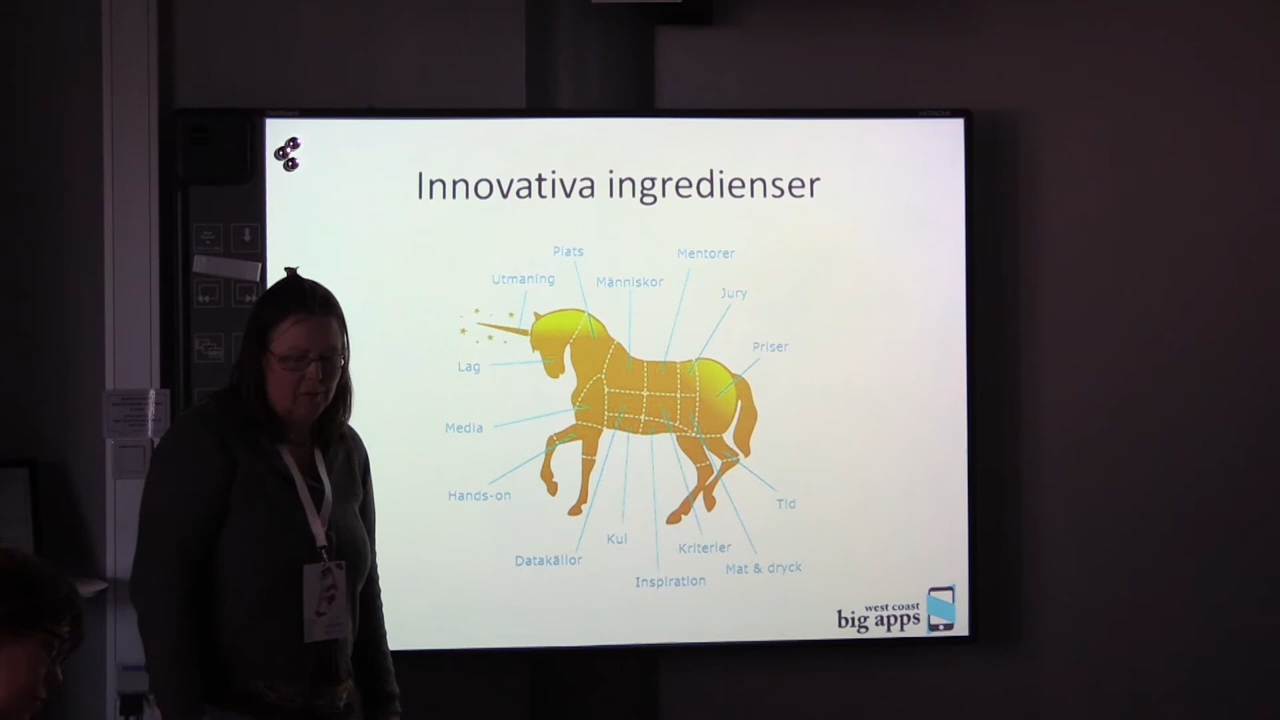 HITACHI
Innovativa ingredienser
Plats
Mentorer
Utmaning
Människor
Jury
Priser
Lag
Media
Hands-on
Tid
Kul
Kriterier
Datakällor
Mat & dryck
Inspiration
west coast
big apps